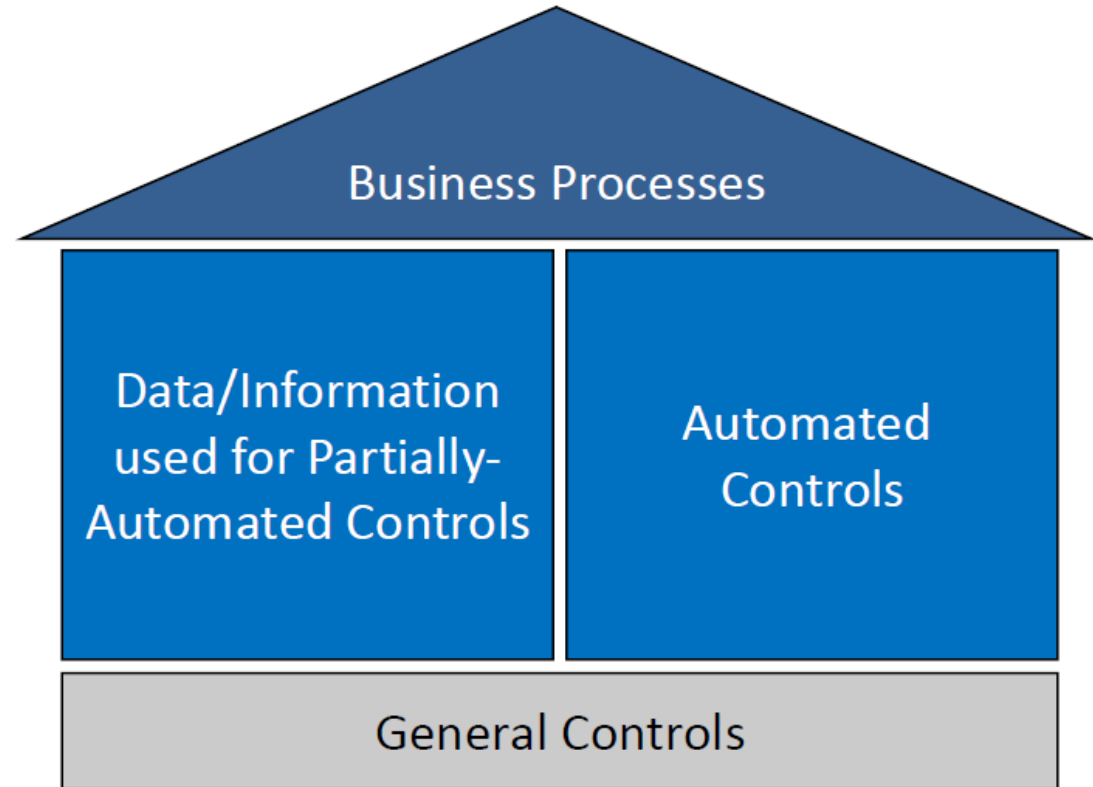 Business Processes
Data/Information
used for Partially-
Automated Controls
Automated
Controls
General Controls